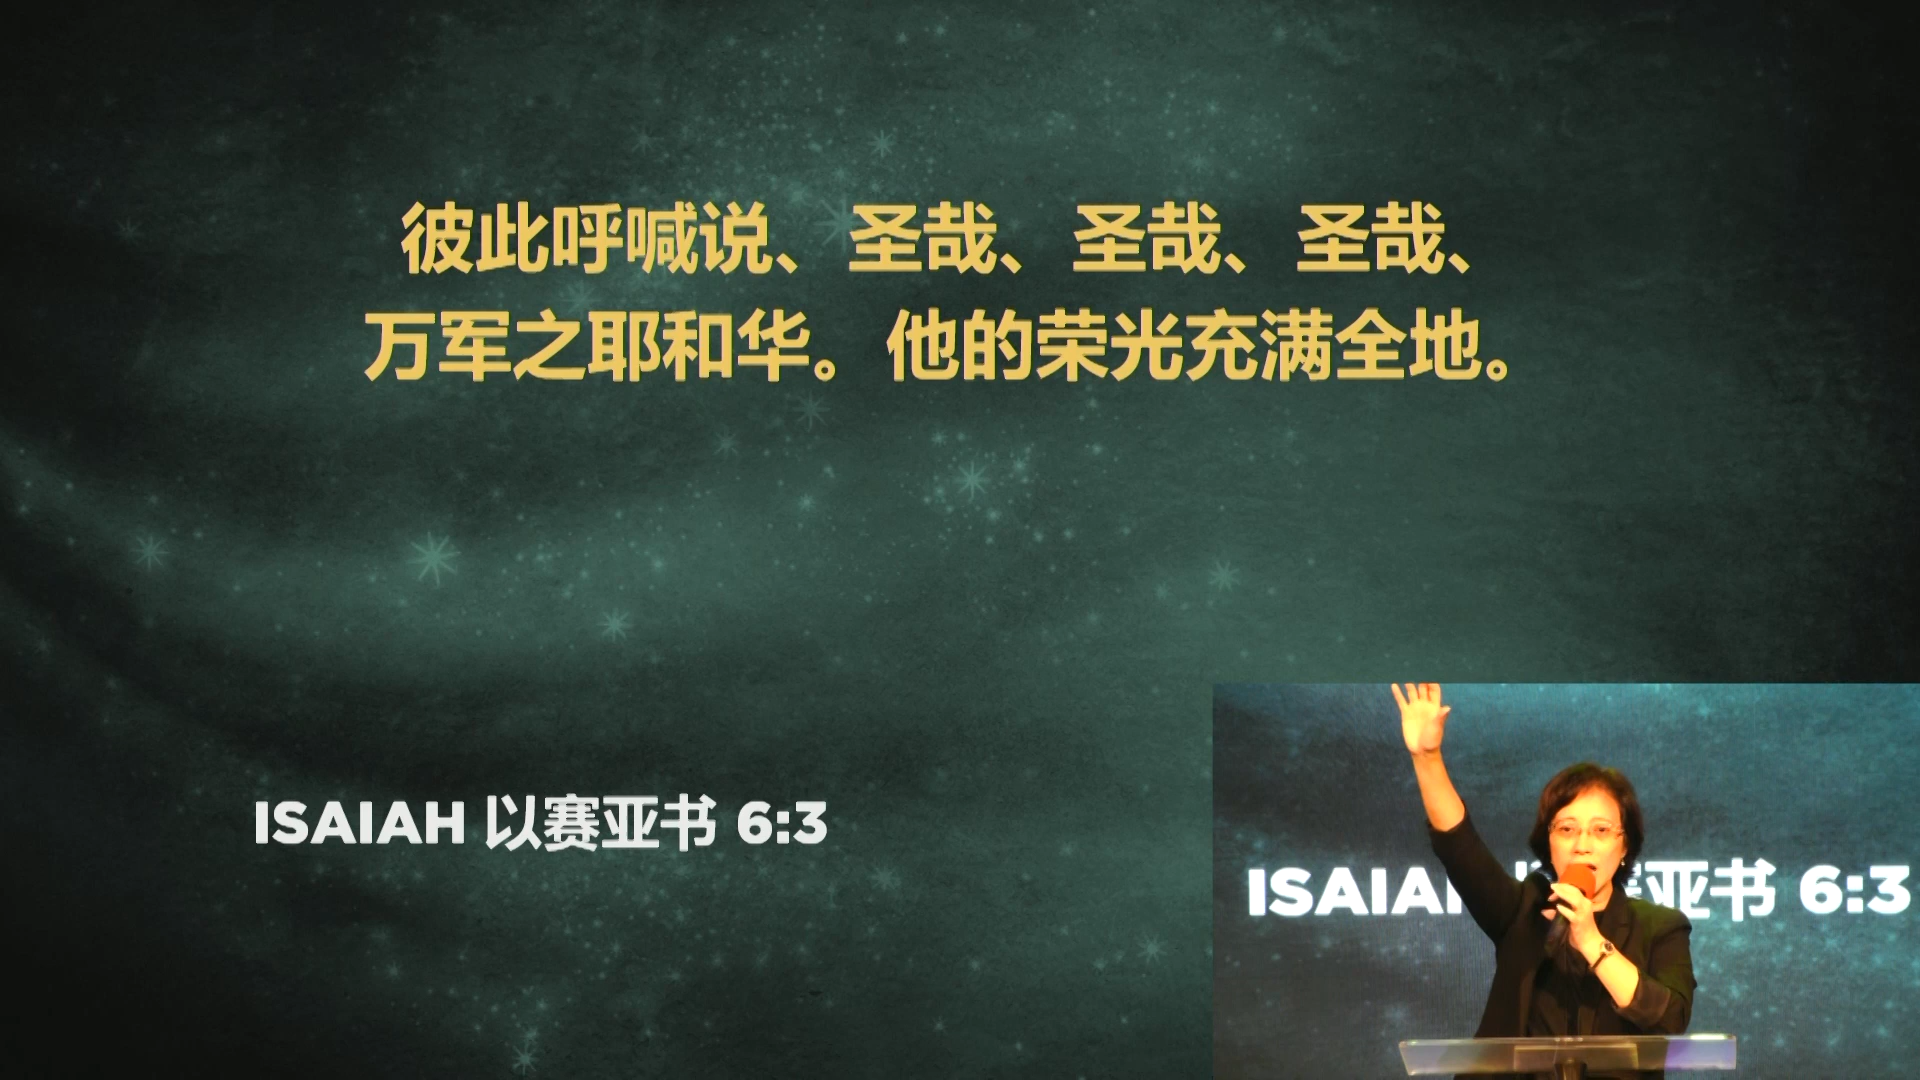 彼此呼喊说、圣哉、圣哉、圣哉、
万军之耶和华。他的荣光充满全地。
ISAIAH 以赛亚书 6:3
ISAIAH 赛亚书 6:3